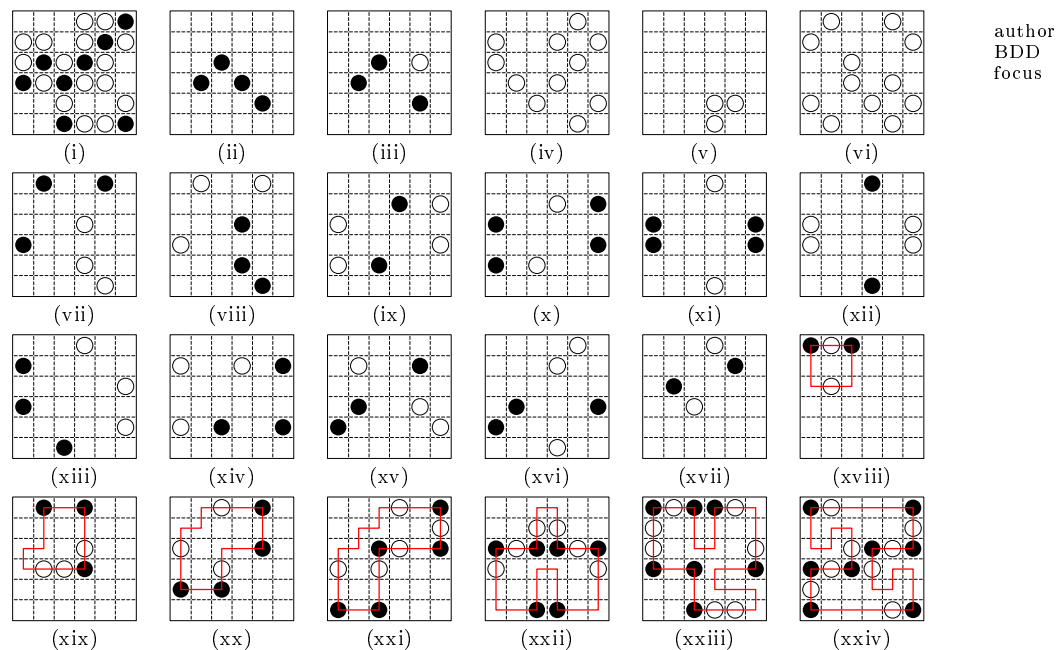 author
BDD
focus
(i) (ii) (iii) (iv) (v) (vi)
(vii) (viii) (ix) (x) (xi) (xii)
(xiii) (xiv) (xv) (xvi) (xvii) (xviii)
(xix) (xx) (xxi) (xxii) (xxiii) (xxiv)